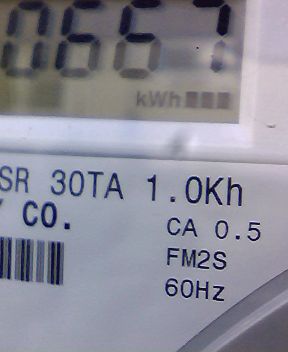 0667
kWh
SR 30TA 1.0Kh
CO.
CA 0.5
FM2S
60Hz